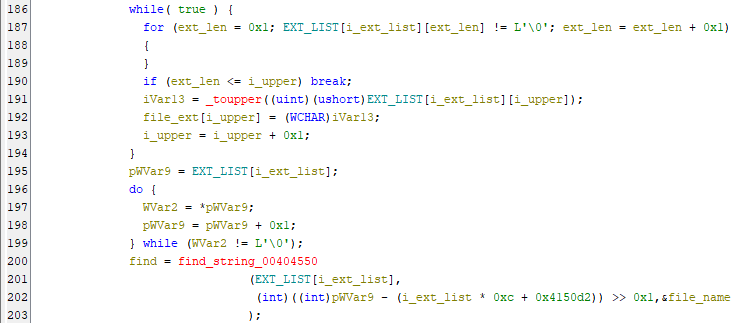 186 while( true ) {
187 for (ext_len = 0x1; EXT_LIST[i_ext_list][ext_len] != L'\0'; ext_len = ext_len + 0x1)
188 {
189 }
190 if (ext_len <= i_upper) break;
191 iVar13 = _toupper((uint)(ushort)EXT_LIST[i_ext_list][i_upper]);
192 file_ext[i_upper] = (WCHAR)iVar13;
193 i_upper = i_upper + 0x1;
194 }
195 pWVar9 = EXT_LIST[i_ext_list];
196 do {
197 WVar2 = *pWVar9;
198 pWVar9 = pWVar9 + 0x1;
199 } while (WVar2 != L'\0');
200 find = find_string_00404550
201 (EXT_LIST[i_ext_list],
202 (int)((int)pWVar9 - (i_ext_list * 0xc + 0x4150d2)) >> 0x1,&file_name
203 );